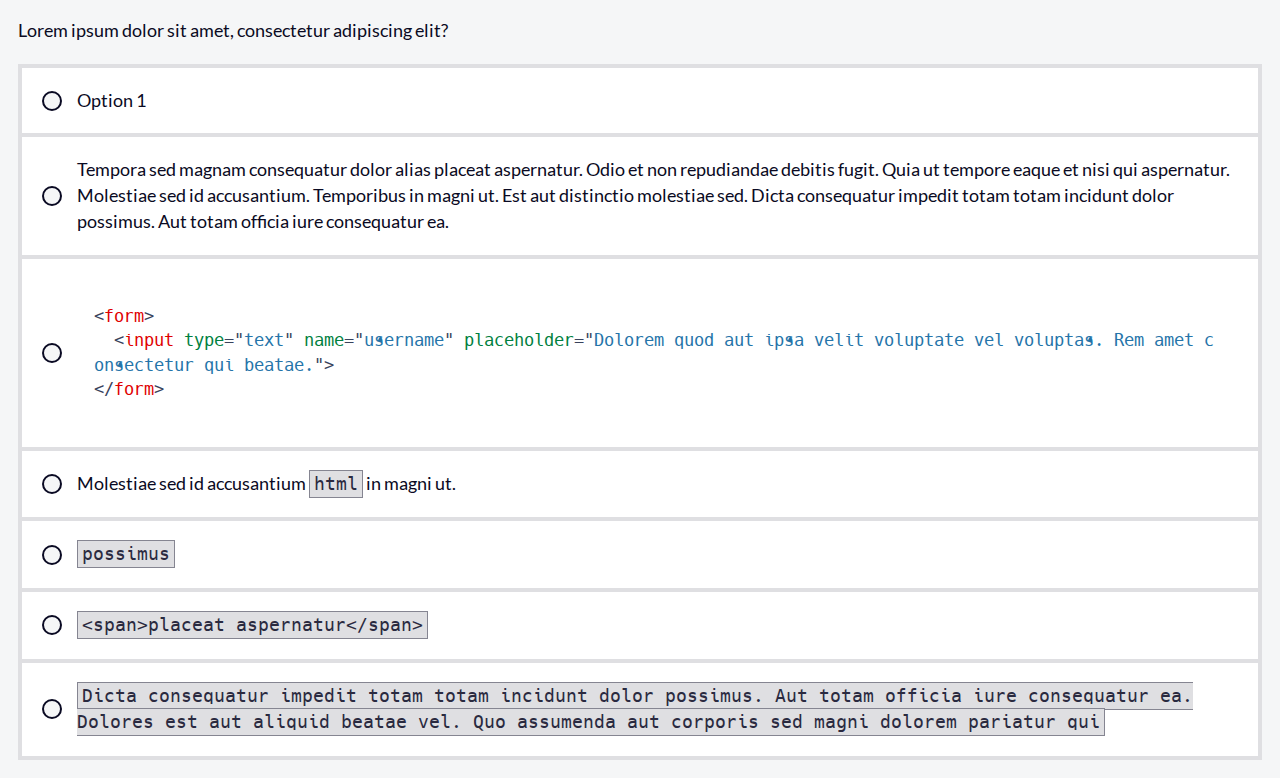 Lorem ipsum dolor sit amet, consectetur adipiscing elit?
Option 1
Tempora sed magnam consequatur dolor alias placeat aspernatur. Odio et non repudiandae debitis fugit. Quia ut tempore eaque et nisi qui aspernatur.
Molestiae sed id accusantium. Temporibus in magni ut. Est aut distinctio molestiae sed. Dicta consequatur impedit totam totam incidunt dolor
possimus. Aut totam officia iure consequatur ea.
<form>
  <input type="text" name="username" placeholder="Dolorem quod aut ipsa velit voluptate vel voluptas. Rem amet c
onsectetur qui beatae.">
</form>
Molestiae sed id accusantium html in magni ut.
possimus
<span>placeat aspernatur</span>
Dicta consequatur impedit totam totam incidunt dolor possimus. Aut totam officia iure consequatur ea.
Dolores est aut aliquid beatae vel. Quo assumenda aut corporis sed magni dolorem pariatur qui